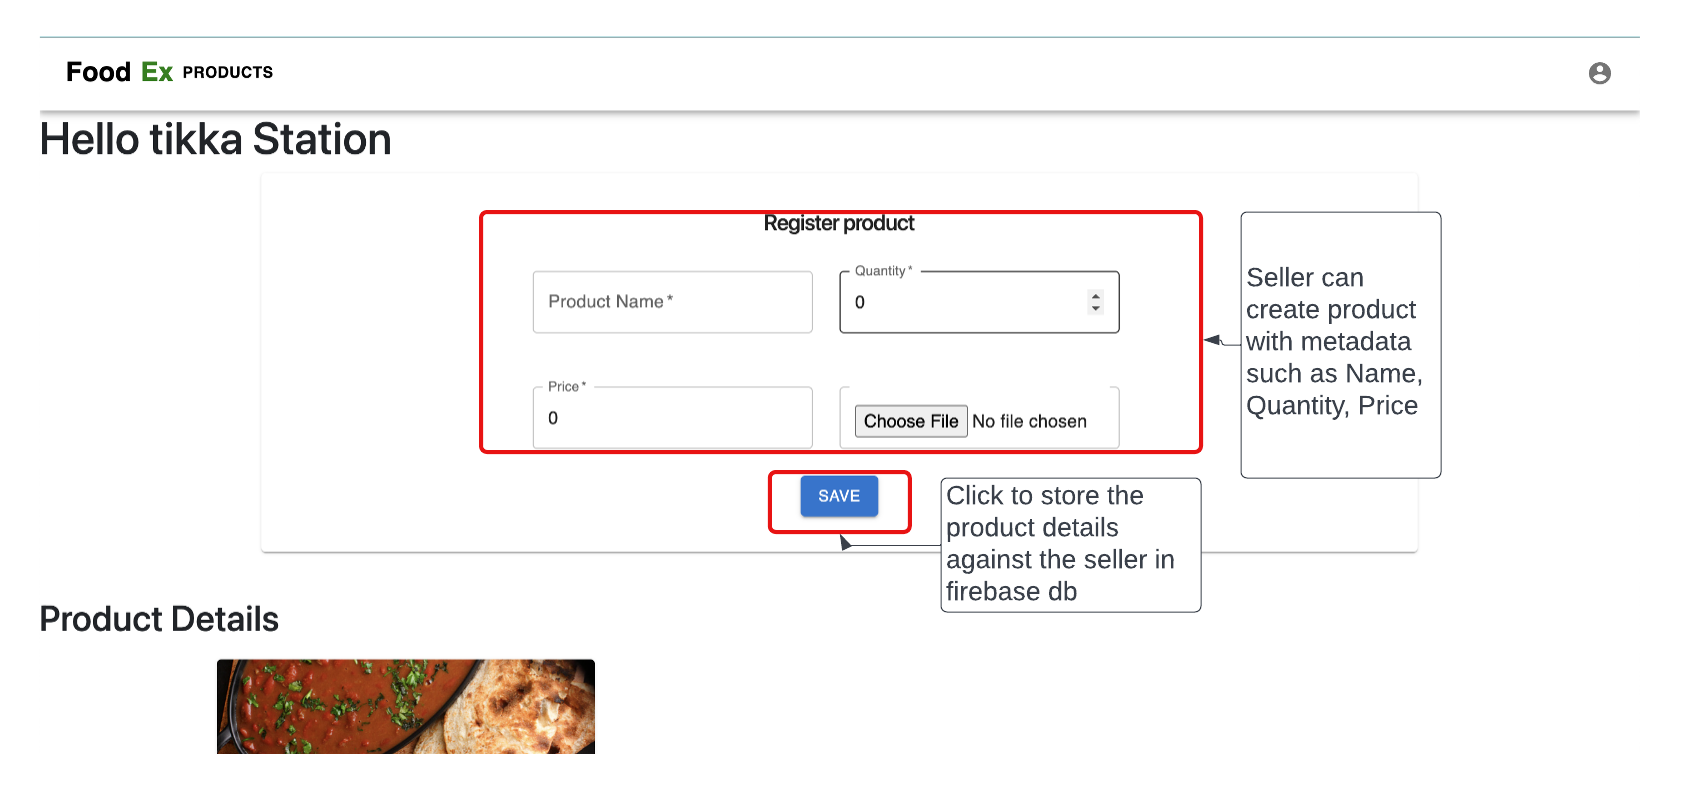 Food Ex PRODUCTS
Hello tikka Station
Register product
Product Name *
Quantity *
0
Price *
0
Choose File No file chosen
SAVE
Seller can
create product
with metadata
such as Name,
Quantity, Price
Click to store the
product details
against the seller in
firebase db
Product Details